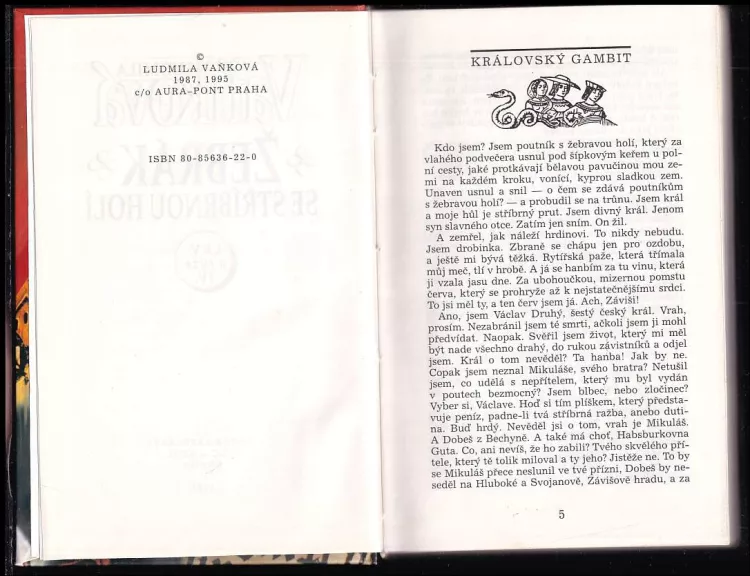 ©
LUDMILA VAŇKOVÁ
1987, 1995
c/o AURA-PONT PRAHA
ISBN 80-85636-22-0
KRÁLOVSKÝ GAMBIT
Kdo jsem? Jsem poutník s žebravou holí, který za
vlahého podvečera usnul pod šípkovým keřem u pol-
ní cesty, jaké protkávají bělavou pavučinou mou ze-
mi na každém kroku, vonící, kyprou sladkou zem.
Unaven usnul a snil — o čem se zdává poutníkům
s žebravou holí? — a probudil se na trůnu. Jsem král
a moje hůl je stříbrný prut. Jsem divný král. Jenom
syn slavného otce. Zatím jen sním. On žil.
A zemřel, jak náleží hrdinovi. To nikdy nebudu.
Jsem drobinka. Zbraně se chápu jen pro ozdobu,
a ještě mi bývá těžká. Rytířská paže, která třímala
můj meč, tlí v hrobě. A já se hanbím za tu vinu, která
ji vzala jasu dne. Za ubohoučkou, mizernou pomstu
červa, který se prohryže až k nejstatečnějšímu srdci.
To jsi měl ty, a ten červ jsem já. Ach, Záviši!
Ano, jsem Václav Druhý, šestý český král. Vrah,
prosím. Nezabránil jsem té smrti, ačkoli jsem ji mohl
předvídat. Naopak. Svěřil jsem život, který mi měl
být nade všechno drahý, do rukou závistníků a odjel
jsem. Král o tom nevěděl? Ta hanba! Jak by ne.
Copak jsem neznal Mikuláše, svého bratra? Netušil
jsem, co udělá s nepřítelem, který mu byl vydán
v poutech bezmocný? Jsem blbec, nebo zločinec?
Vyber si, Václave. Hoď si tím plíškem, který předsta-
vuje peníz, padne-li tvá stříbrná ražba, anebo duti-
na. Buď hrdý. Nevěděl jsi o tom, vrah je Mikuláš.
A Dobeš z Bechyně. A také má choť, Habsburkovna
Guta. Co, ani nevíš, že ho zabili? Tvého skvělého pří-
tele, který tě tolik miloval a ty jeho? Jistěže ne. To by
se Mikuláš přece neslunil ve tvé přízni, Dobeš by ne-
seděl na Hluboké a Svojanově, Závišově hradu, a za
5